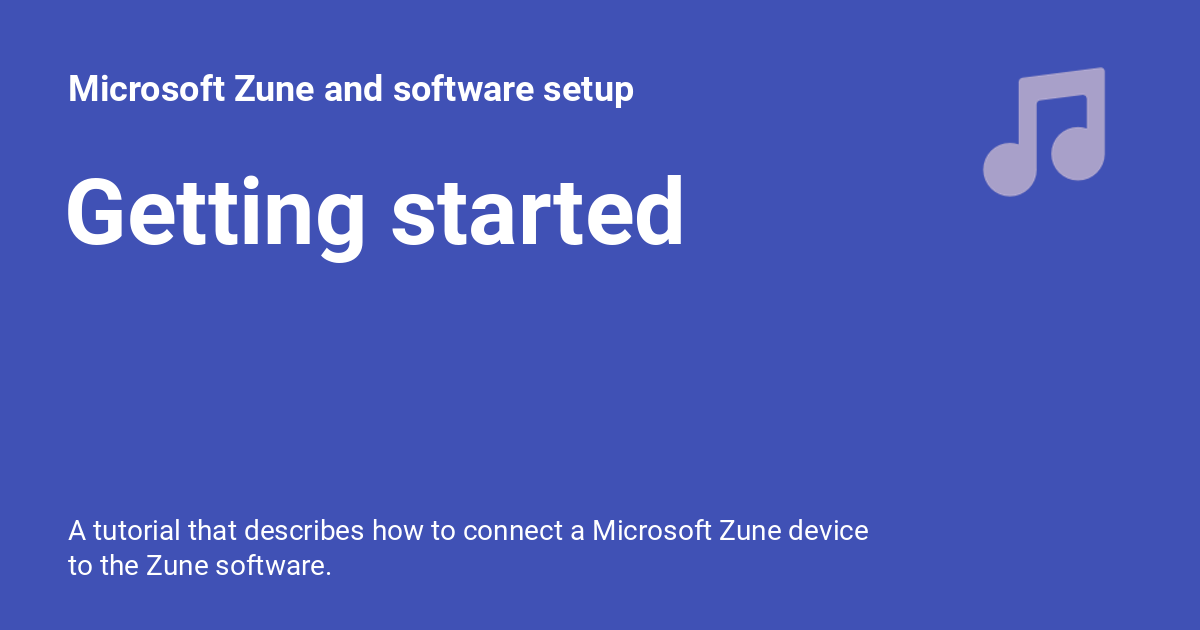 Microsoft Zune and software setup
Getting started
A tutorial that describes how to connect a Microsoft Zune device
to the Zune software.